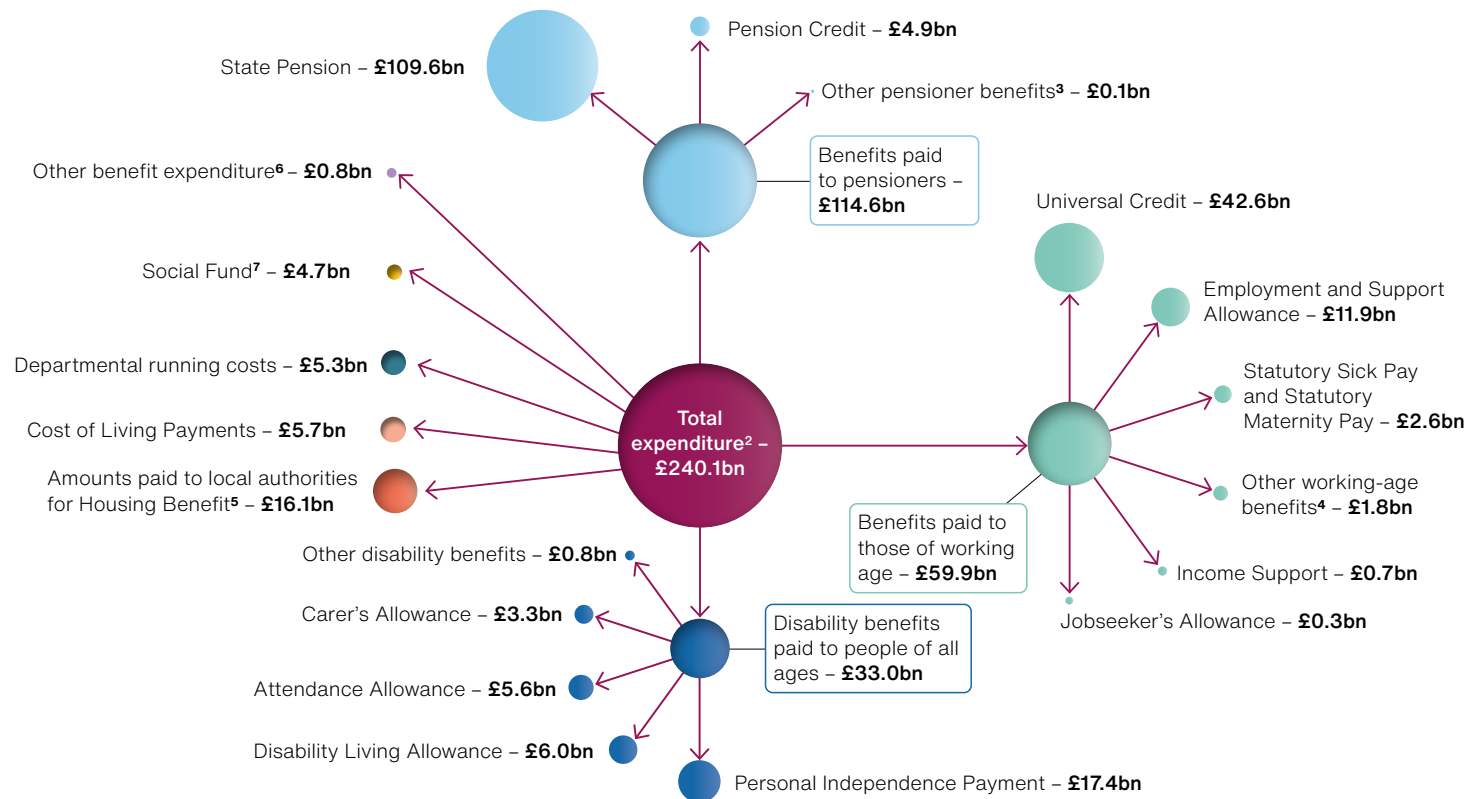 Pension Credit – £4.9bn
State Pension – £109.6bn
Other pensioner benefits³ – £0.1bn
Benefits paid
to pensioners –
£114.6bn
Other benefit expenditure⁶ – £0.8bn
Universal Credit – £42.6bn
Social Fund⁷ – £4.7bn
Employment and Support
Allowance – £11.9bn
Departmental running costs – £5.3bn
Statutory Sick Pay
and Statutory
Maternity Pay – £2.6bn
Total
expenditure² –
£240.1bn
Cost of Living Payments – £5.7bn
Amounts paid to local authorities
for Housing Benefit⁵ – £16.1bn
Other working-age
benefits⁴ – £1.8bn
Benefits paid to
those of working
age – £59.9bn
Other disability benefits – £0.8bn
Income Support – £0.7bn
Carer's Allowance – £3.3bn
Jobseeker's Allowance – £0.3bn
Disability benefits
paid to people of all
ages – £33.0bn
Attendance Allowance – £5.6bn
Disability Living Allowance – £6.0bn
Personal Independence Payment – £17.4bn